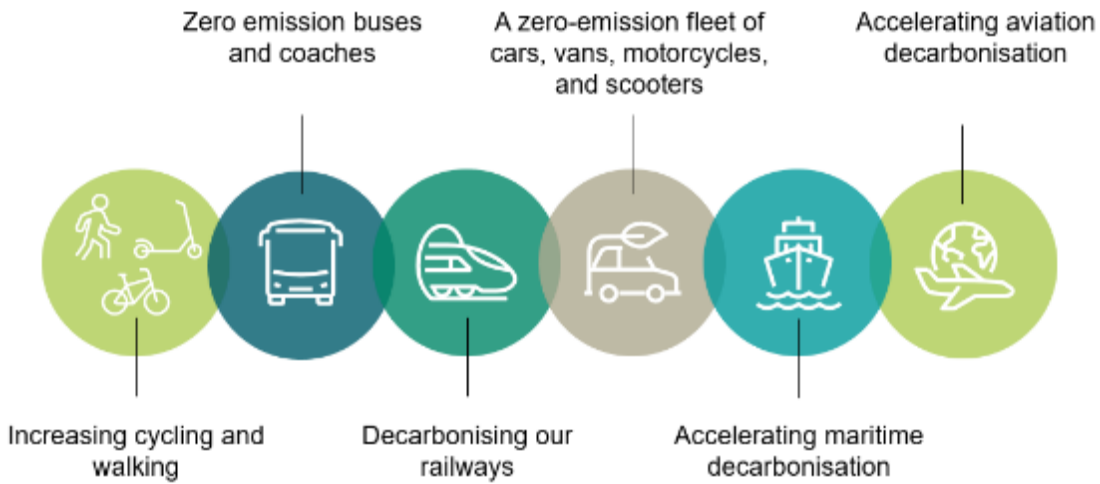 Zero emission buses
and coaches
A zero-emission fleet of
cars, vans, motorcycles,
and scooters
Accelerating aviation
decarbonisation
Increasing cycling and
walking
Decarbonising our
railways
Accelerating maritime
decarbonisation